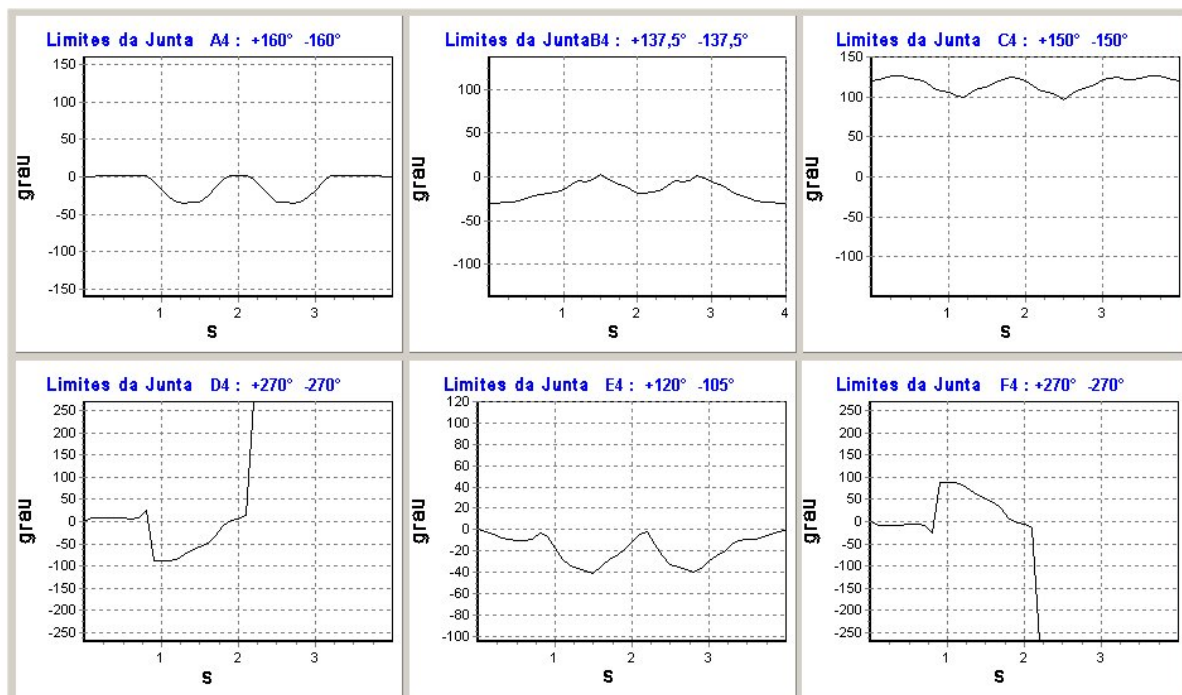 Limites da Junta A4 : +160° -160°
150
100
50
0
-50
-100
-150
grau
1 2 3
S
Limites da JuntaB4 : +137,5° -137,5°
100
50
0
-50
-100
grau
1 2 3 4
S
Limites da Junta C4 : +150° -150°
150
100
50
0
-50
-100
grau
1 2 3
S
Limites da Junta D4 : +270° -270°
250
200
150
100
50
0
-50
-100
-150
-200
-250
grau
1 2 3
S
Limites da Junta E4 : +120° -105°
120
100
80
60
40
20
0
-20
-40
-60
-80
-100
grau
1 2 3
S
Limites da Junta F4 : +270° -270°
250
200
150
100
50
0
-50
-100
-150
-200
-250
grau
1 2 3
S